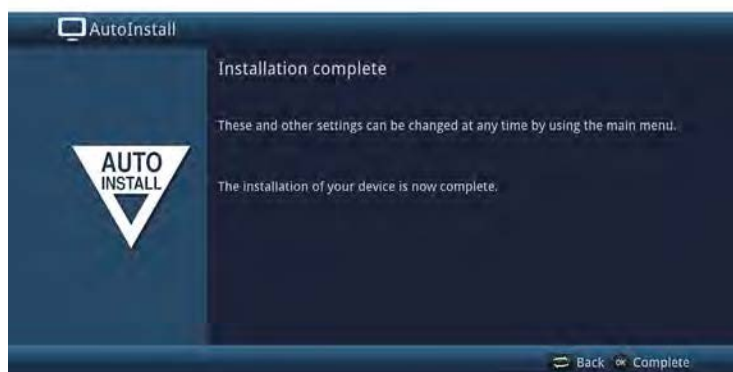 AutoInstall
Installation complete
These and other settings can be changed at any time by using the main menu.
AUTO
INSTALL
The installation of your device is now complete.
Back OK Complete